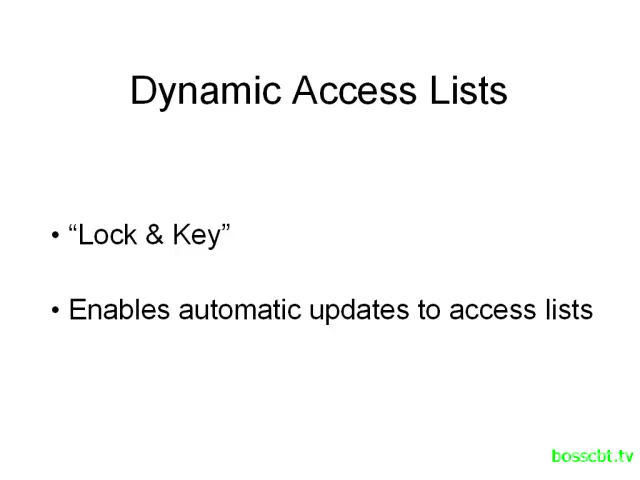 Dynamic Access Lists
• “Lock & Key”
• Enables automatic updates to access lists
bosscbt.tv